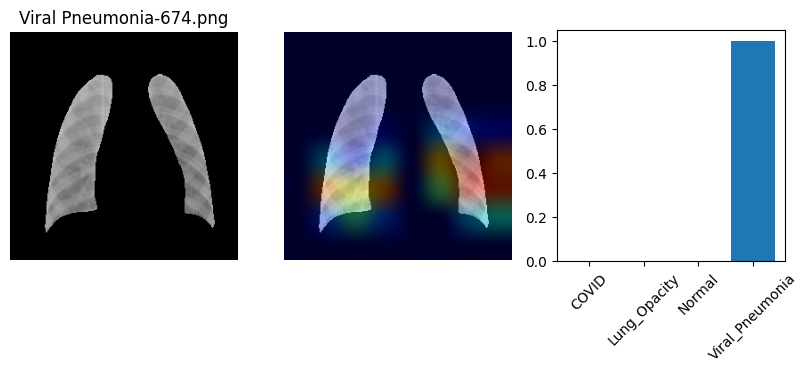 Viral Pneumonia-674.png
1.0
0.8
0.6
0.4
0.2
0.0
COVID
Lung_Opacity
Normal
Viral_Pneumonia